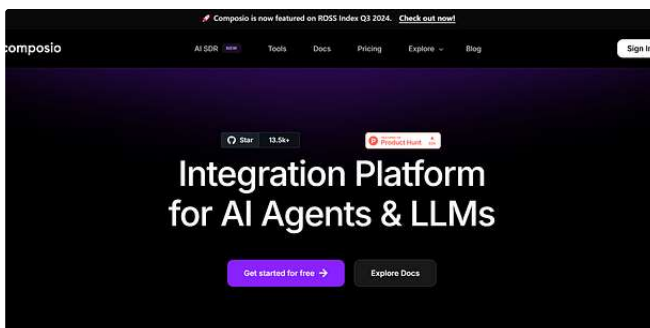 🚀 Composio is now featured on ROSS Index Q3 2024. Check out now!
composio
AI SDR NEW Tools Docs Pricing Explore Blog Sign In
Star 13.5k+
Product Hunt
Integration Platform
for AI Agents & LLMs
Get started for free → Explore Docs